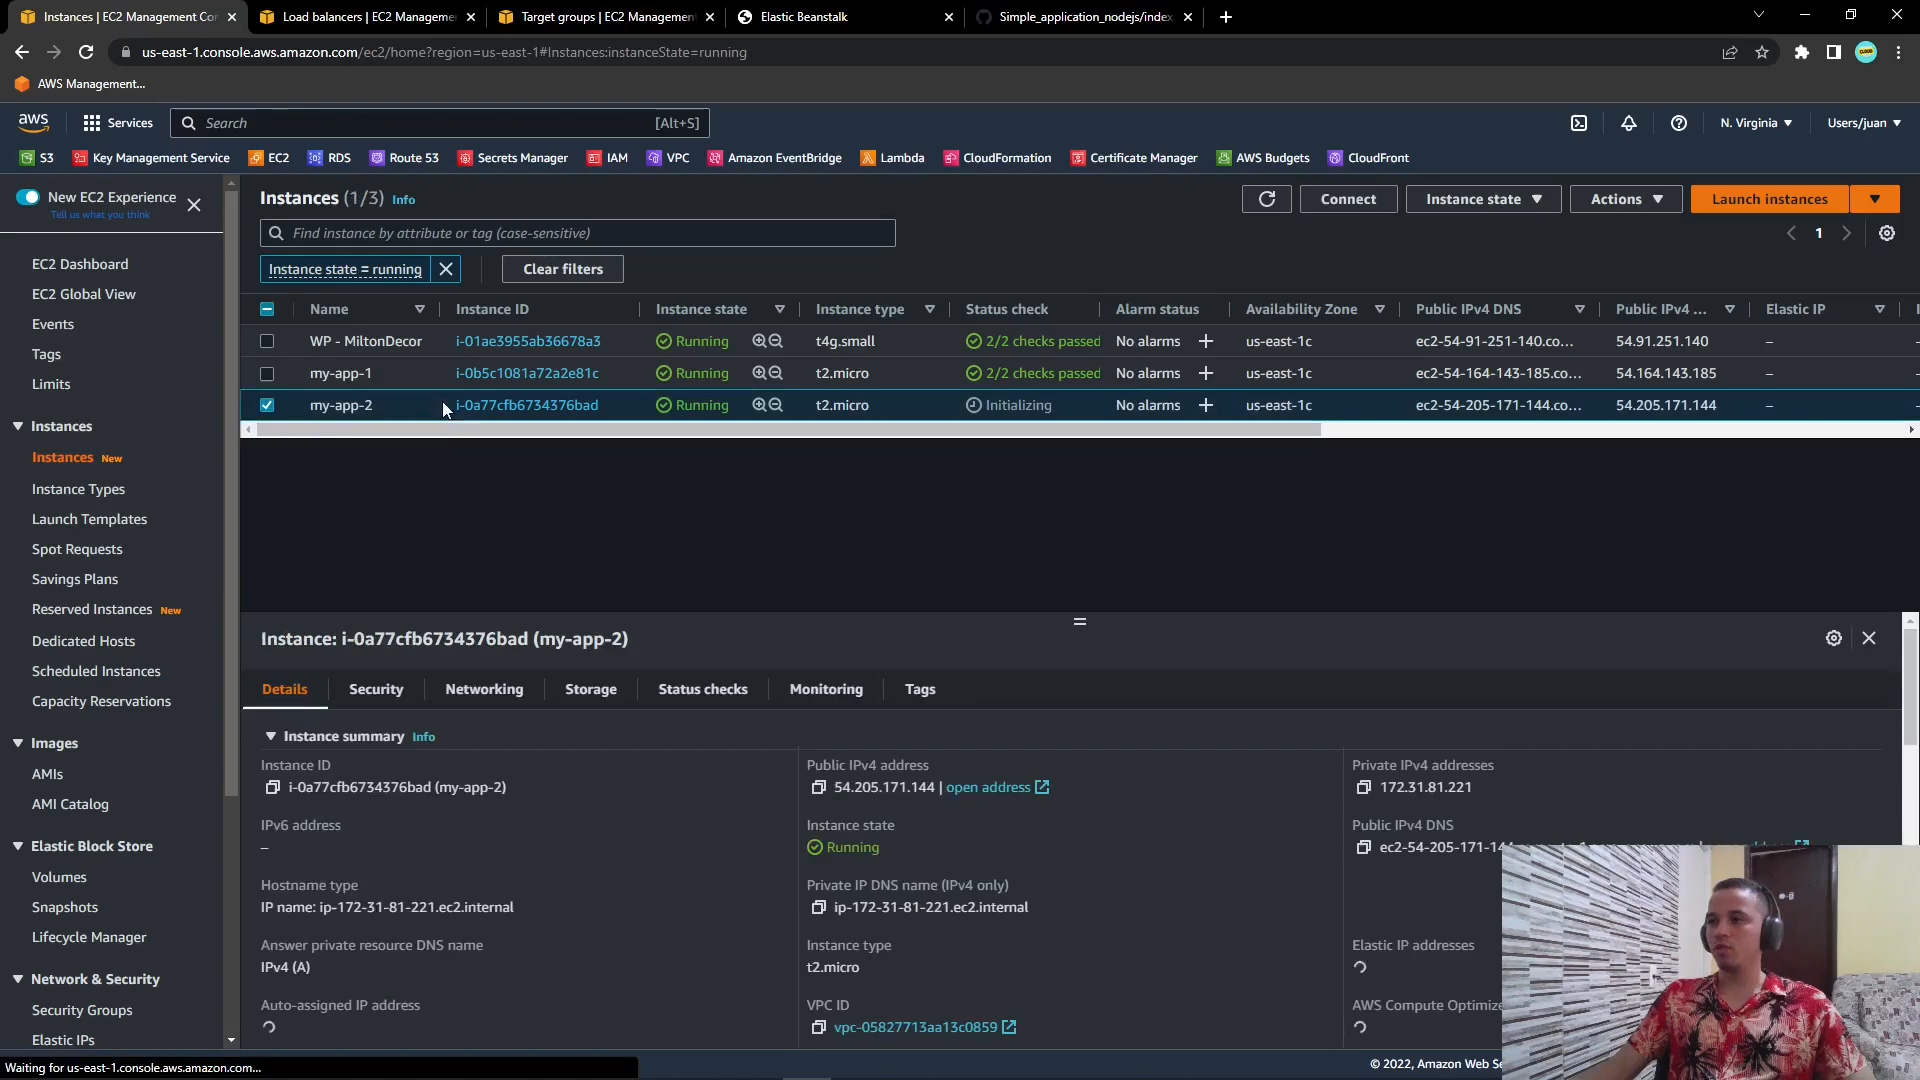 Instances | EC2 Management Con
Load balancers | EC2 Manageme
Target groups | EC2 Management
Elastic Beanstalk
Simple_application_nodejs/index
us-east-1.console.aws.amazon.com/ec2/home?region=us-east-1#Instances:instanceState=running
AWS Management...
aws
Services
Search
[Alt+S]
N. Virginia
Users/juan
S3
Key Management Service
EC2
RDS
Route 53
Secrets Manager
IAM
VPC
Amazon EventBridge
Lambda
CloudFormation
Certificate Manager
AWS Budgets
CloudFront
New EC2 Experience
Tell us what you think
EC2 Dashboard
EC2 Global View
Events
Tags
Limits
Instances
Instances New
Instance Types
Launch Templates
Spot Requests
Savings Plans
Reserved Instances New
Dedicated Hosts
Scheduled Instances
Capacity Reservations
Images
AMIs
AMI Catalog
Elastic Block Store
Volumes
Snapshots
Lifecycle Manager
Network & Security
Security Groups
Elastic IPs
Instances (1/3) Info
Connect
Instance state
Actions
Launch instances
Find instance by attribute or tag (case-sensitive)
1
Instance state = running
Clear filters
Name Instance ID Instance state Instance type Status check Alarm status Availability Zone Public IPv4 DNS Public IPv4 ... Elastic IP
WP - MiltonDecor i-01ae3955ab36678a3 Running t4g.small 2/2 checks passed No alarms us-east-1c ec2-54-91-251-140.co... 54.91.251.140 –
my-app-1 i-0b5c1081a72a2e81c Running t2.micro 2/2 checks passed No alarms us-east-1c ec2-54-164-143-185.co... 54.164.143.185 –
my-app-2 i-0a77cfb6734376bad Running t2.micro Initializing No alarms us-east-1c ec2-54-205-171-144.co... 54.205.171.144 –
Instance: i-0a77cfb6734376bad (my-app-2)
Details
Security
Networking
Storage
Status checks
Monitoring
Tags
Instance summary Info
Instance ID
i-0a77cfb6734376bad (my-app-2)
Public IPv4 address
54.205.171.144 | open address
Private IPv4 addresses
172.31.81.221
IPv6 address
–
Instance state
Running
Public IPv4 DNS
ec2-54-205-171-14
Hostname type
IP name: ip-172-31-81-221.ec2.internal
Private IP DNS name (IPv4 only)
ip-172-31-81-221.ec2.internal
Answer private resource DNS name
IPv4 (A)
Instance type
t2.micro
Elastic IP addresses
Auto-assigned IP address
VPC ID
vpc-05827713aa13c0859
AWS Compute Optimize
Waiting for us-east-1.console.aws.amazon.com...
© 2022, Amazon Web Se